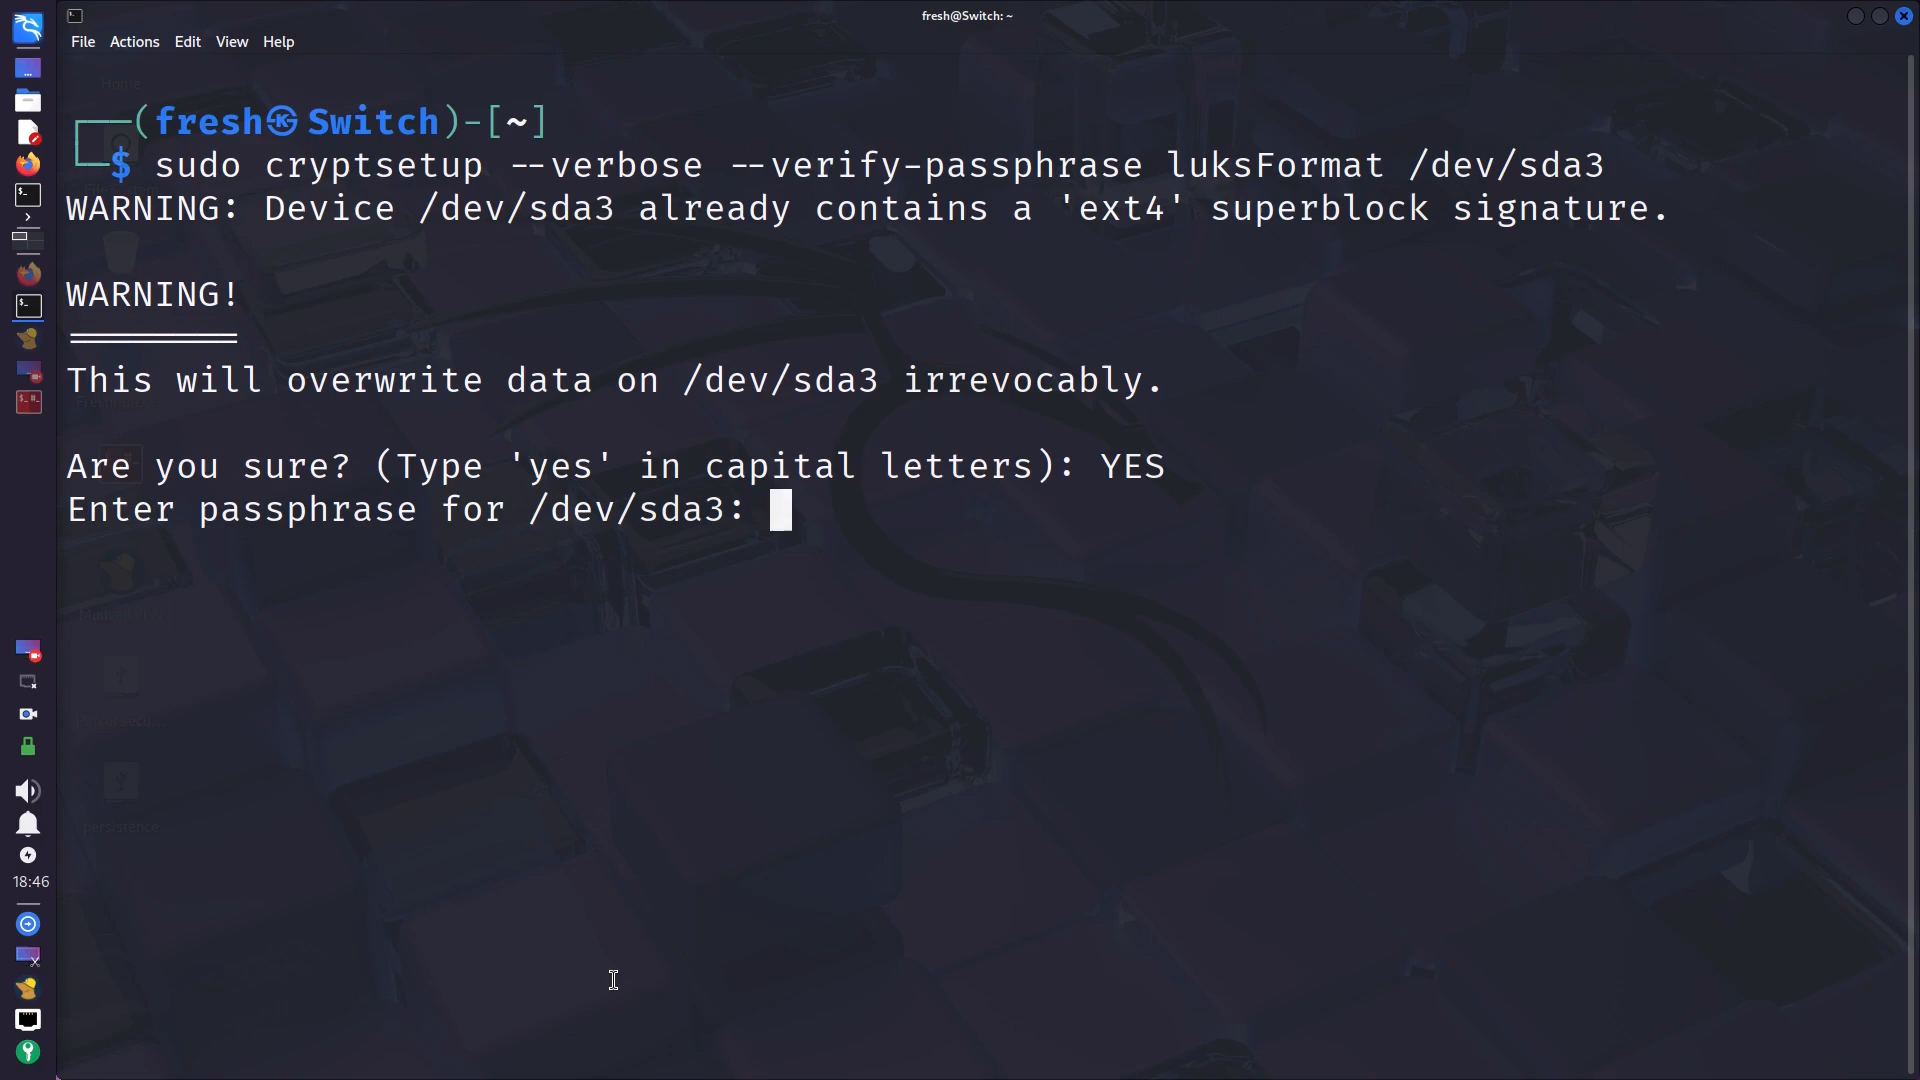 fresh@Switch: ~
File Actions Edit View Help
Home
┌──(fresh㉿Switch)-[~]
└─$ sudo cryptsetup --verbose --verify-passphrase luksFormat /dev/sda3
WARNING: Device /dev/sda3 already contains a 'ext4' superblock signature.
WARNING!
========
This will overwrite data on /dev/sda3 irrevocably.
Are you sure? (Type 'yes' in capital letters): YES
Enter passphrase for /dev/sda3:
persistence
18:46